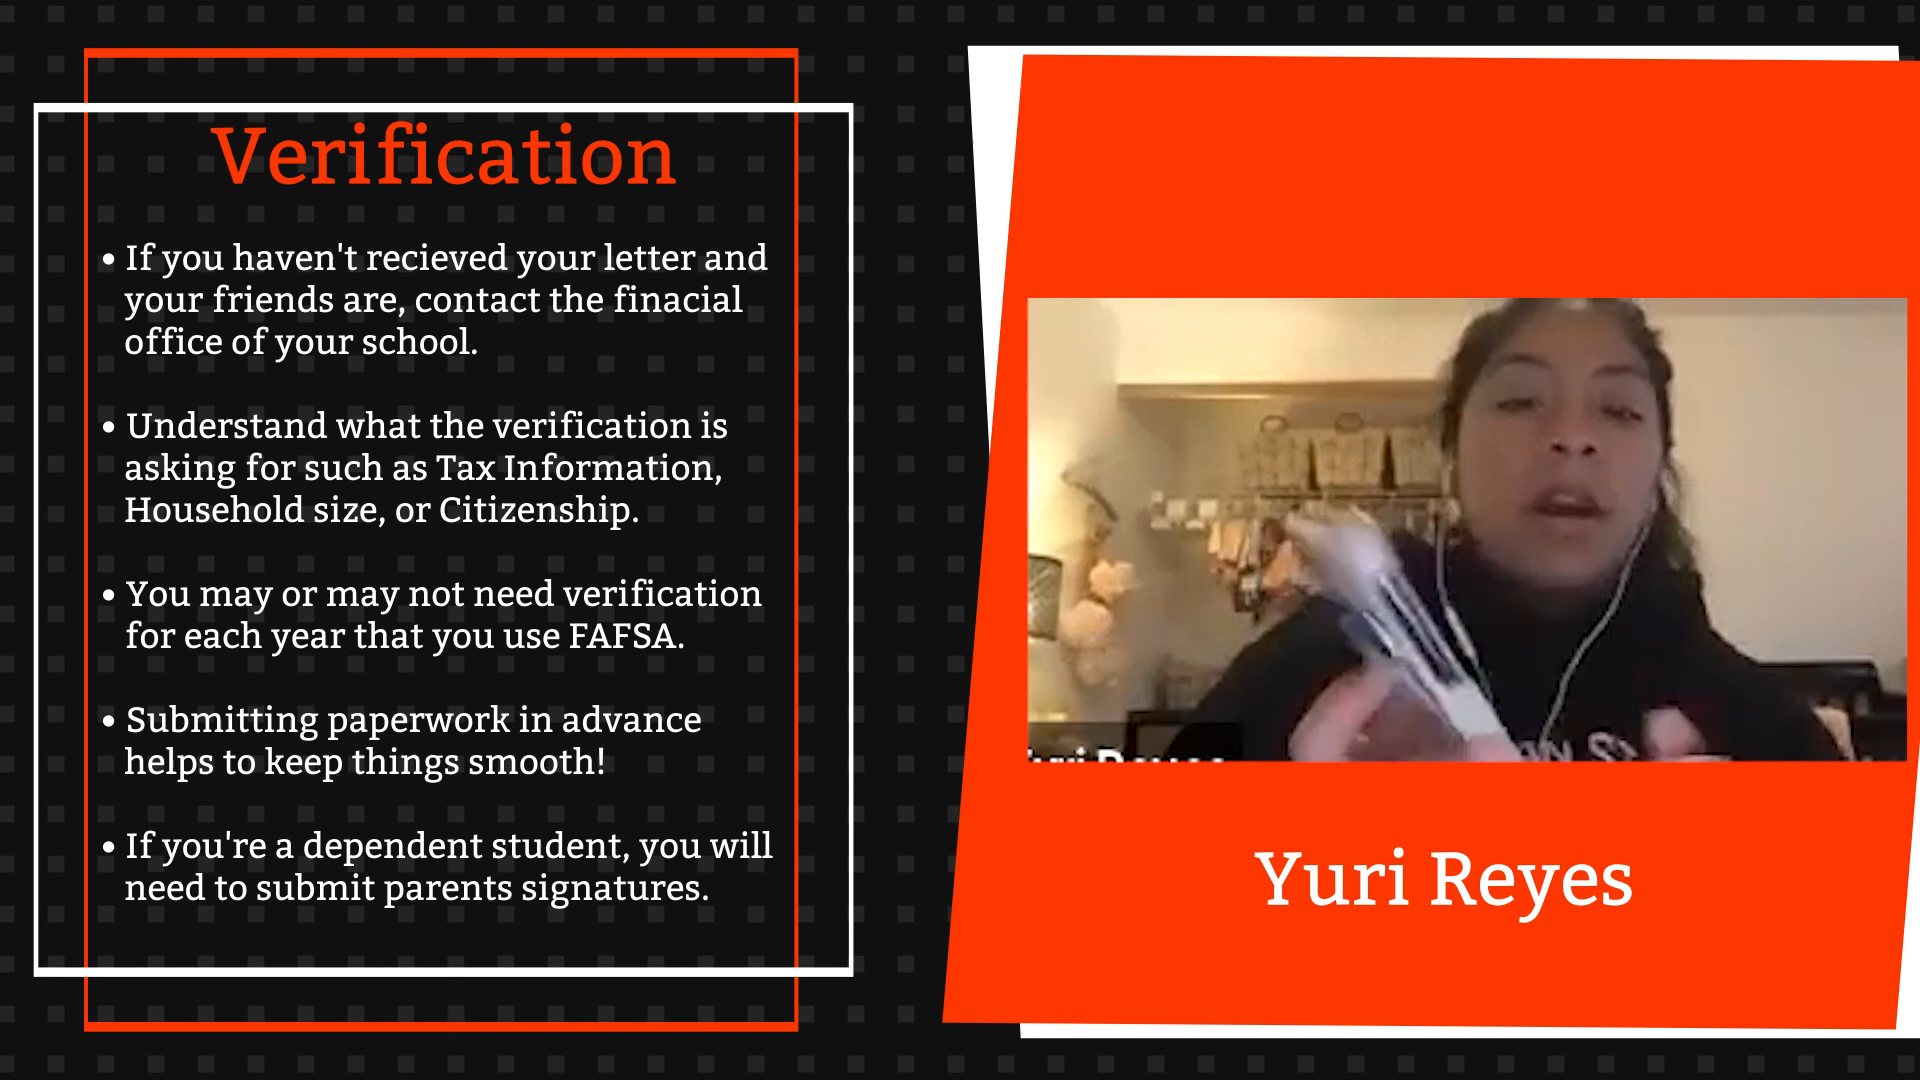 Verification
• If you haven't recieved your letter and
your friends are, contact the finacial
office of your school.
• Understand what the verification is
asking for such as Tax Information,
Household size, or Citizenship.
• You may or may not need verification
for each year that you use FAFSA.
• Submitting paperwork in advance
helps to keep things smooth!
• If you're a dependent student, you will
need to submit parents signatures.
Yuri Reyes
Yuri Reyes